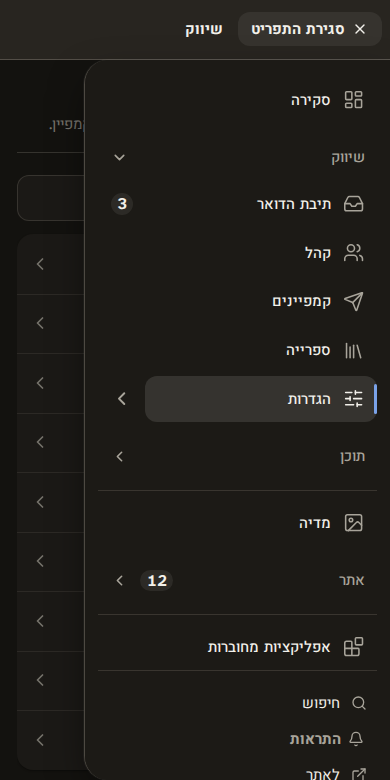 סגירת התפריט
שיווק
סקירה
שיווק
תיבת הדואר
3
קהל
קמפיינים
ספרייה
הגדרות
תוכן
מדיה
אתר
12
אפליקציות מחוברות
חיפוש
התראות
לאתר